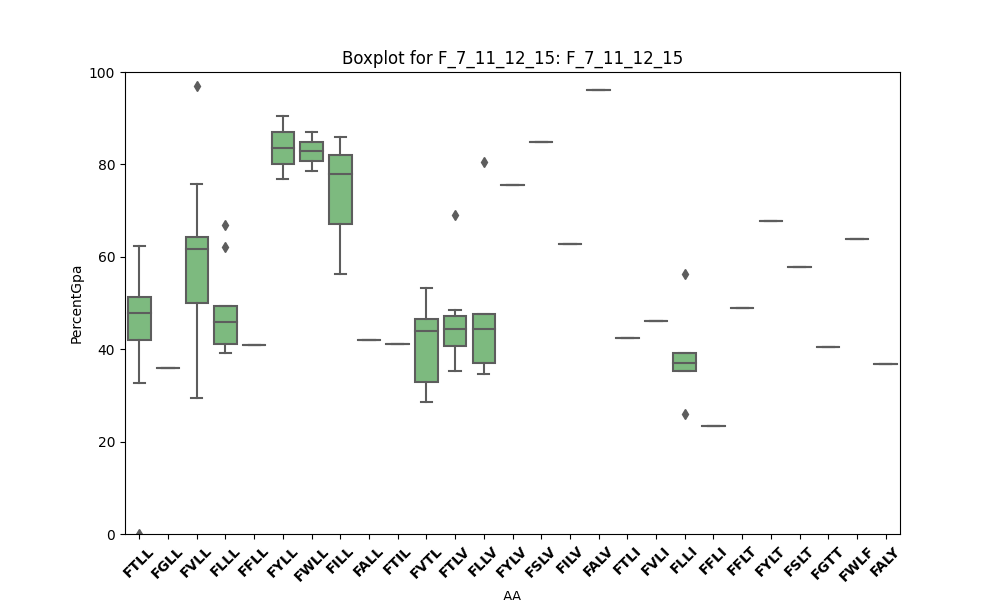 Boxplot for F_7_11_12_15: F_7_11_12_15
100
80
60
40
20
0
PercentGpa
FTLL FGLL FVLL FLLL FFLL FYLL FWLL FILL FALL FTIL FVTL FTLV FLLV FYLV FSLV FILV FALV FTLI FVLI FLLI FFLI FFLT FYLT FSLT FGTT FWLF FALY
AA